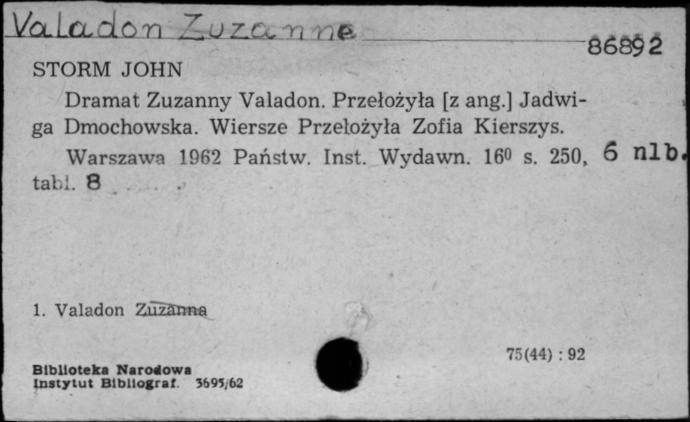 Valadon Zuzanne
86892
STORM JOHN
Dramat Zuzanny Valadon. Przełożyła [z ang.] Jadwi-
ga Dmochowska. Wiersze Przełożyła Zofia Kierszys.
Warszawa 1962 Państw. Inst. Wydawn. 16⁰ s. 250, 6 nlb.
tabl. 8
1. Valadon Zuzanna
75(44) : 92
Biblioteka Narodowa
Instytut Bibliograf. 3695/62